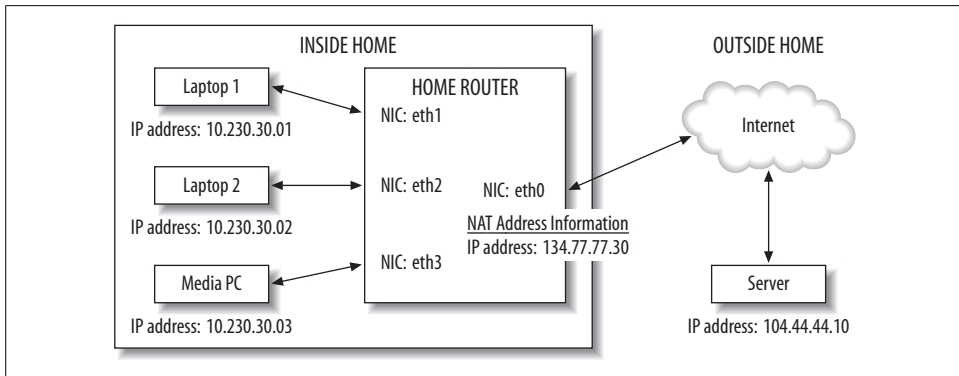 INSIDE HOME
OUTSIDE HOME
Laptop 1
IP address: 10.230.30.01
Laptop 2
IP address: 10.230.30.02
Media PC
IP address: 10.230.30.03
HOME ROUTER
NIC: eth1
NIC: eth2
NIC: eth3
NIC: eth0
NAT Address Information
IP address: 134.77.77.30
Internet
Server
IP address: 104.44.44.10